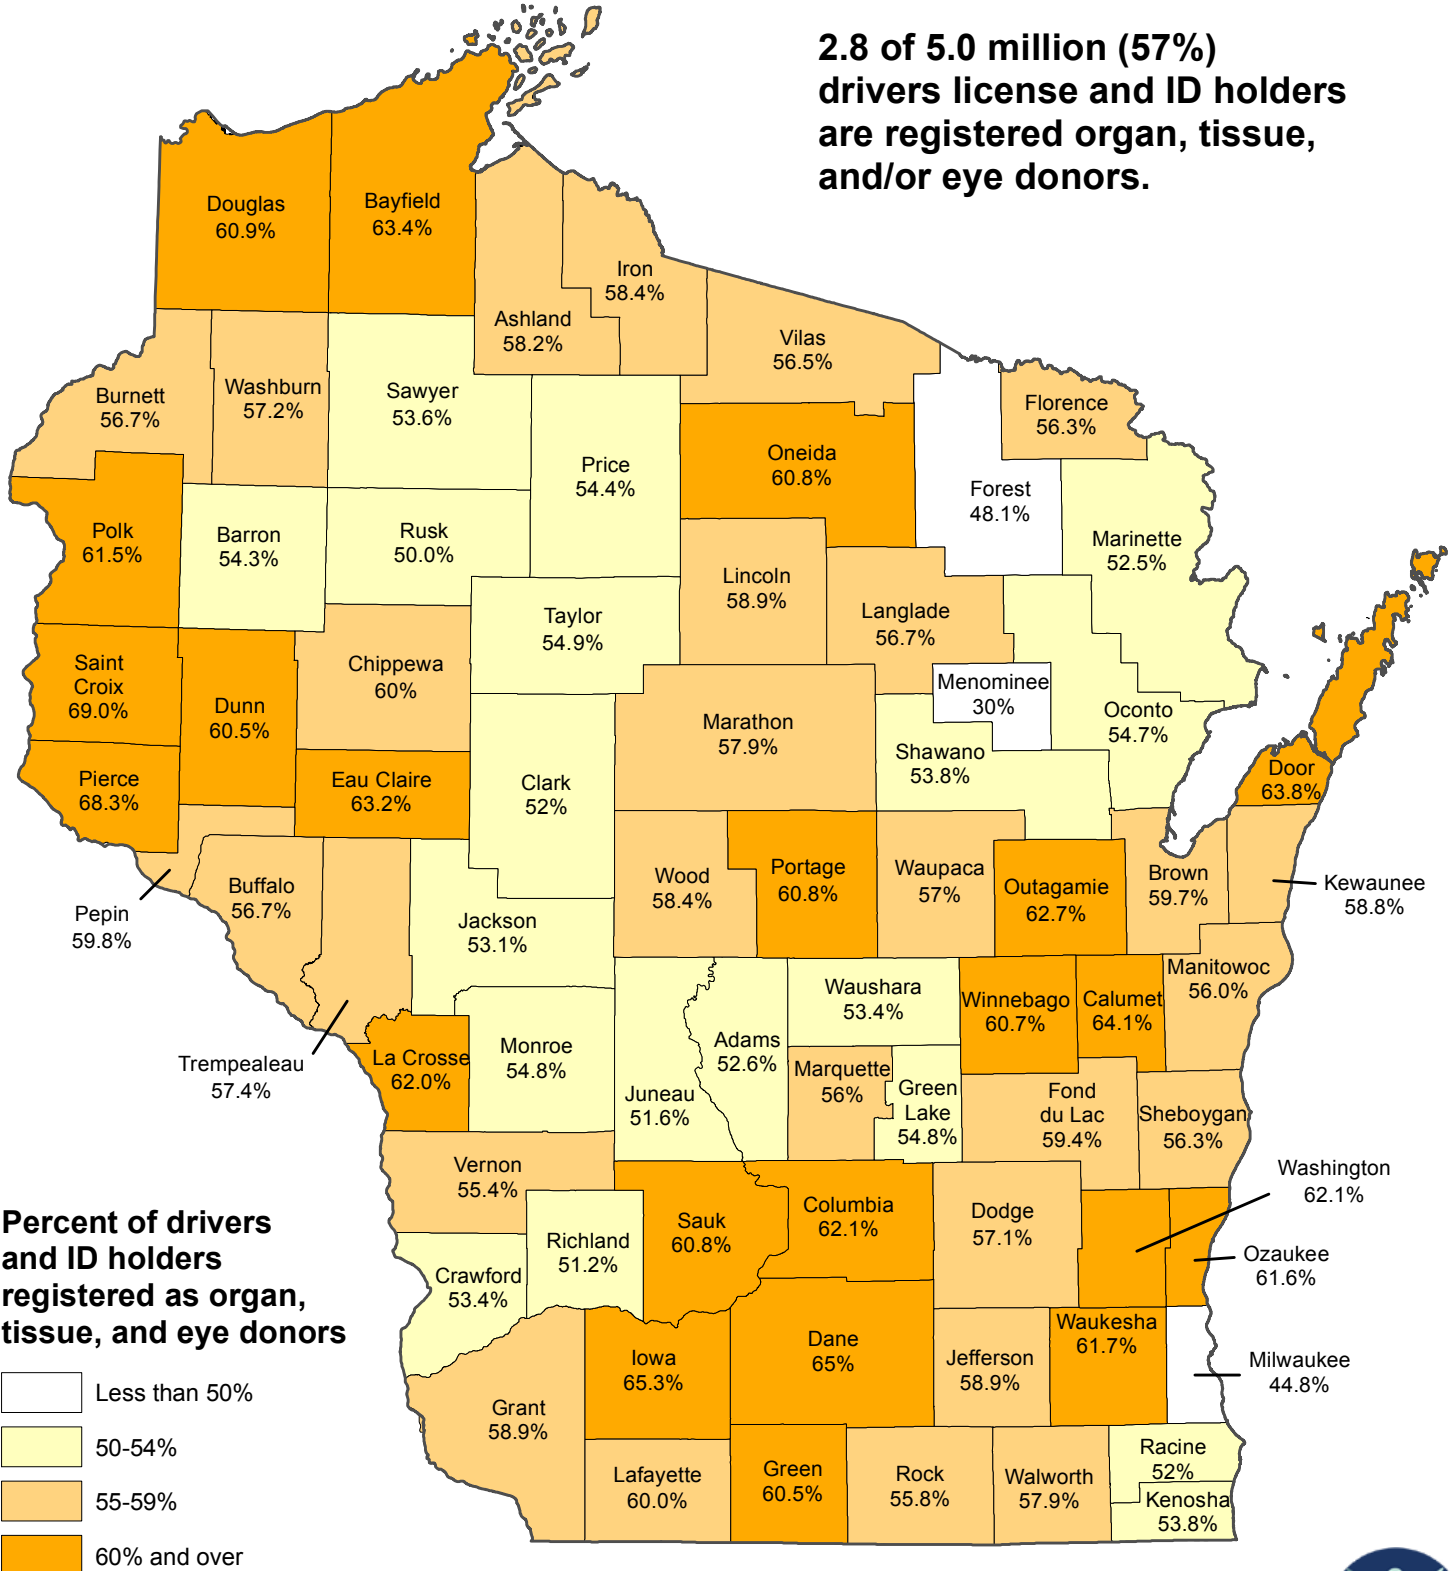 2.8 of 5.0 million (57%)
drivers license and ID holders
are registered organ, tissue,
and/or eye donors.
Douglas
60.9%
Bayfield
63.4%
Iron
58.4%
Ashland
58.2%
Vilas
56.5%
Burnett
56.7%
Washburn
57.2%
Sawyer
53.6%
Florence
56.3%
Price
54.4%
Oneida
60.8%
Forest
48.1%
Polk
61.5%
Barron
54.3%
Rusk
50.0%
Marinette
52.5%
Lincoln
58.9%
Langlade
56.7%
Taylor
54.9%
Saint
Croix
69.0%
Chippewa
60%
Dunn
60.5%
Menominee
30%
Marathon
57.9%
Oconto
54.7%
Shawano
53.8%
Pierce
68.3%
Eau Claire
63.2%
Clark
52%
Door
63.8%
Wood
58.4%
Portage
60.8%
Waupaca
57%
Outagamie
62.7%
Brown
59.7%
Kewaunee
58.8%
Buffalo
56.7%
Pepin
59.8%
Jackson
53.1%
Manitowoc
56.0%
Waushara
53.4%
Winnebago
60.7%
Calumet
64.1%
Trempealeau
57.4%
La Crosse
62.0%
Monroe
54.8%
Adams
52.6%
Marquette
56%
Juneau
51.6%
Green
Lake
54.8%
Fond
du Lac
59.4%
Sheboygan
56.3%
Vernon
55.4%
Washington
62.1%
Sauk
60.8%
Columbia
62.1%
Dodge
57.1%
Richland
51.2%
Ozaukee
61.6%
Crawford
53.4%
Waukesha
61.7%
Dane
65%
Iowa
65.3%
Jefferson
58.9%
Milwaukee
44.8%
Grant
58.9%
Lafayette
60.0%
Green
60.5%
Rock
55.8%
Walworth
57.9%
Racine
52%
Kenosha
53.8%
Percent of drivers
and ID holders
registered as organ,
tissue, and eye donors
Less than 50%
50-54%
55-59%
60% and over